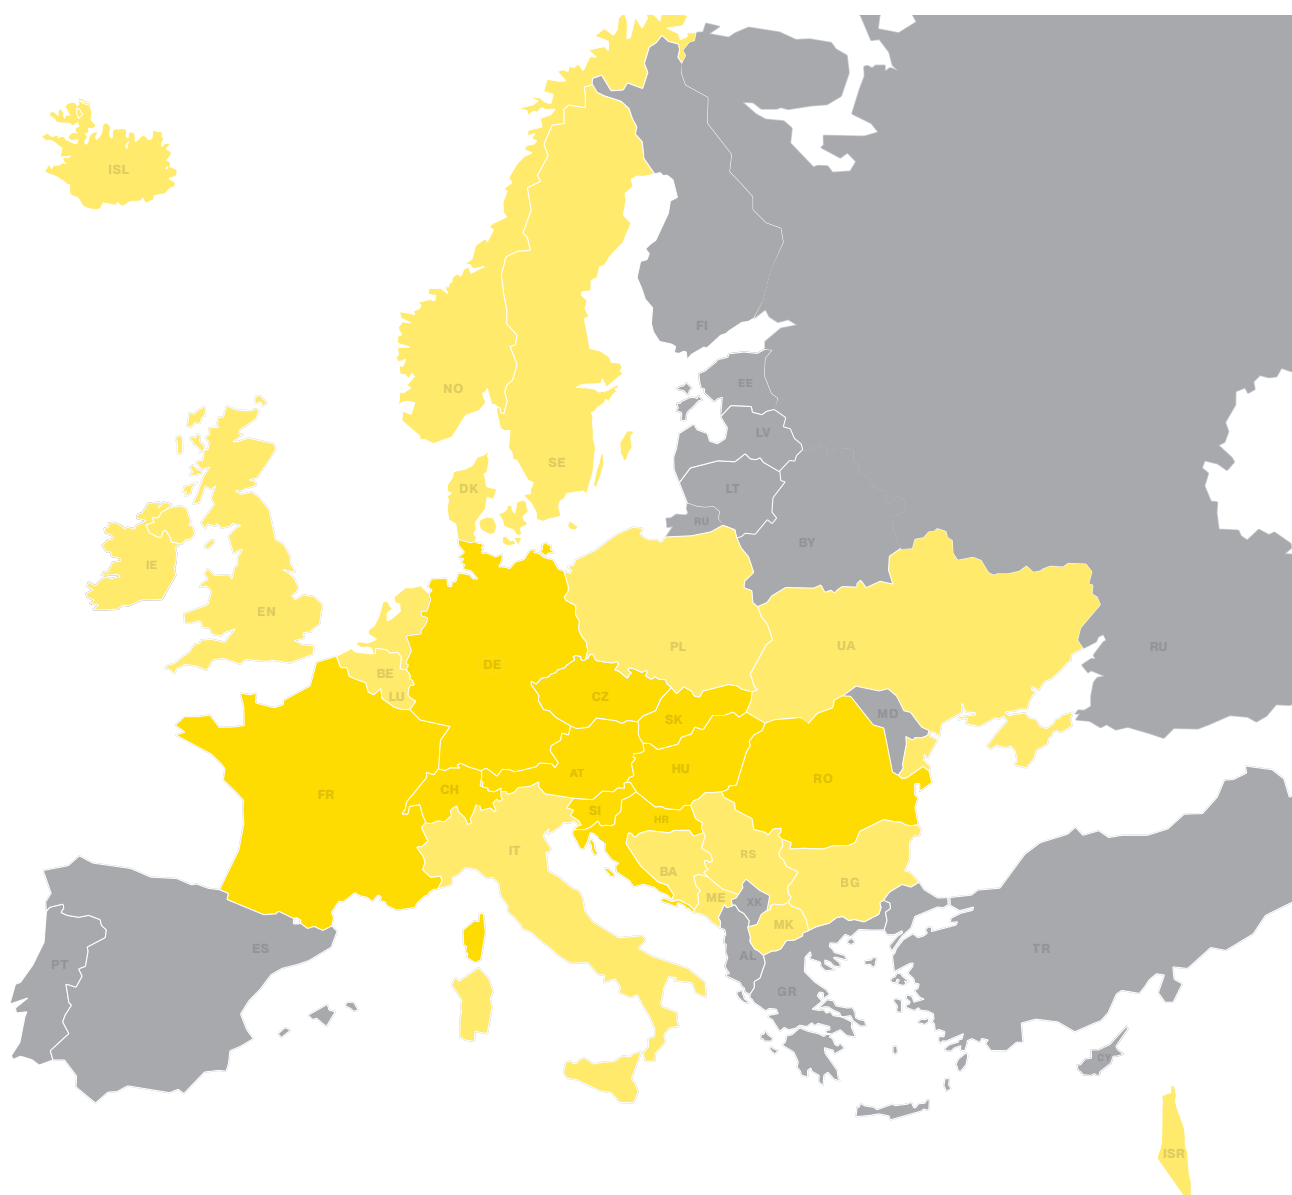 ISL
FI
NO
EE
LV
SE
DK
LT
RU
BY
IE
EN
PL
UA
RU
DE
BE
LU
CZ
MD
SK
AT
HU
RO
CH
FR
SI
HR
IT
RS
BA
BG
ME
XK
MK
ES
TR
AL
PT
GR
CY
ISR